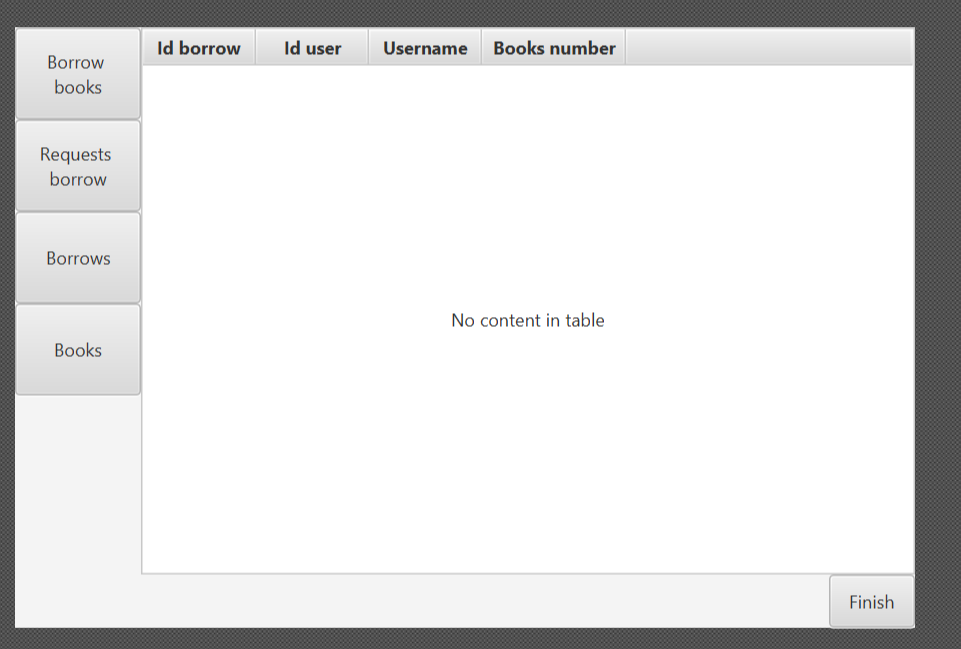 Borrow
books
Requests
borrow
Borrows
Books
Id borrow
Id user
Username
Books number
No content in table
Finish